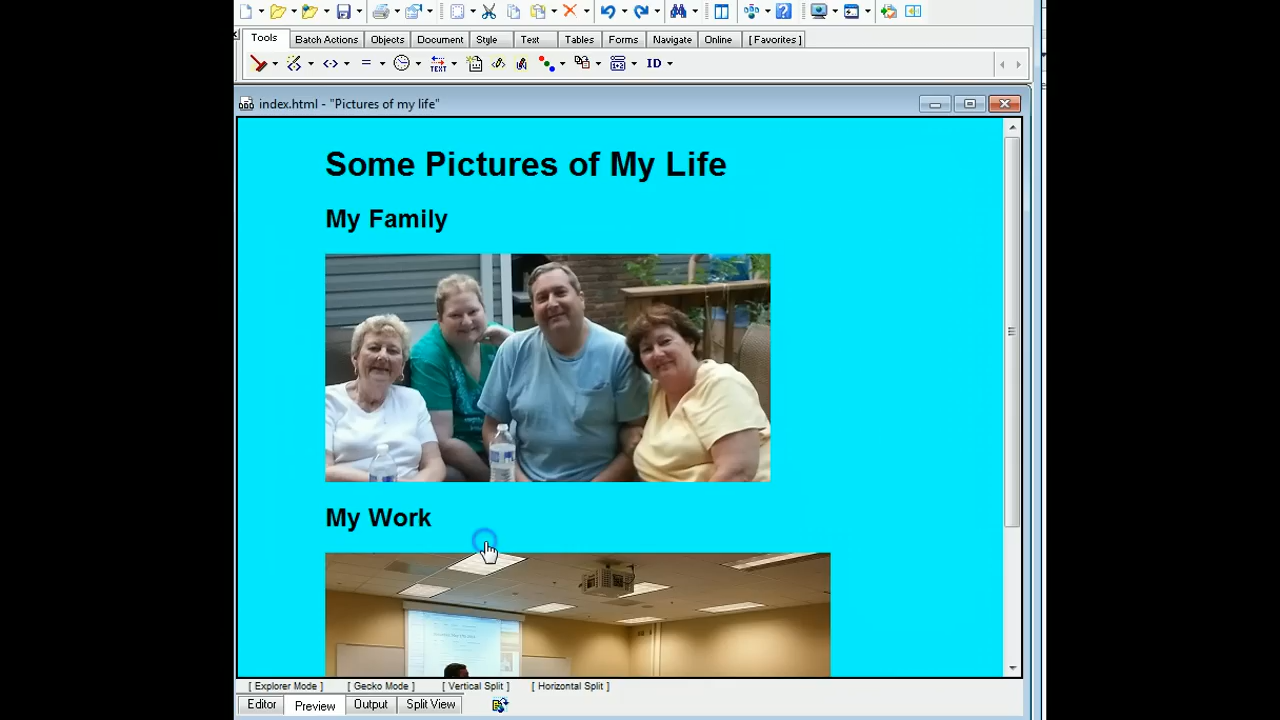 Tools Batch Actions Objects Document Style Text Tables Forms Navigate Online [ Favorites ]
TEXT ID
index.html - "Pictures of my life"
Some Pictures of My Life
My Family
My Work
[ Explorer Mode ] [ Gecko Mode ] [ Vertical Split ] [ Horizontal Split ]
Editor Preview Output Split View